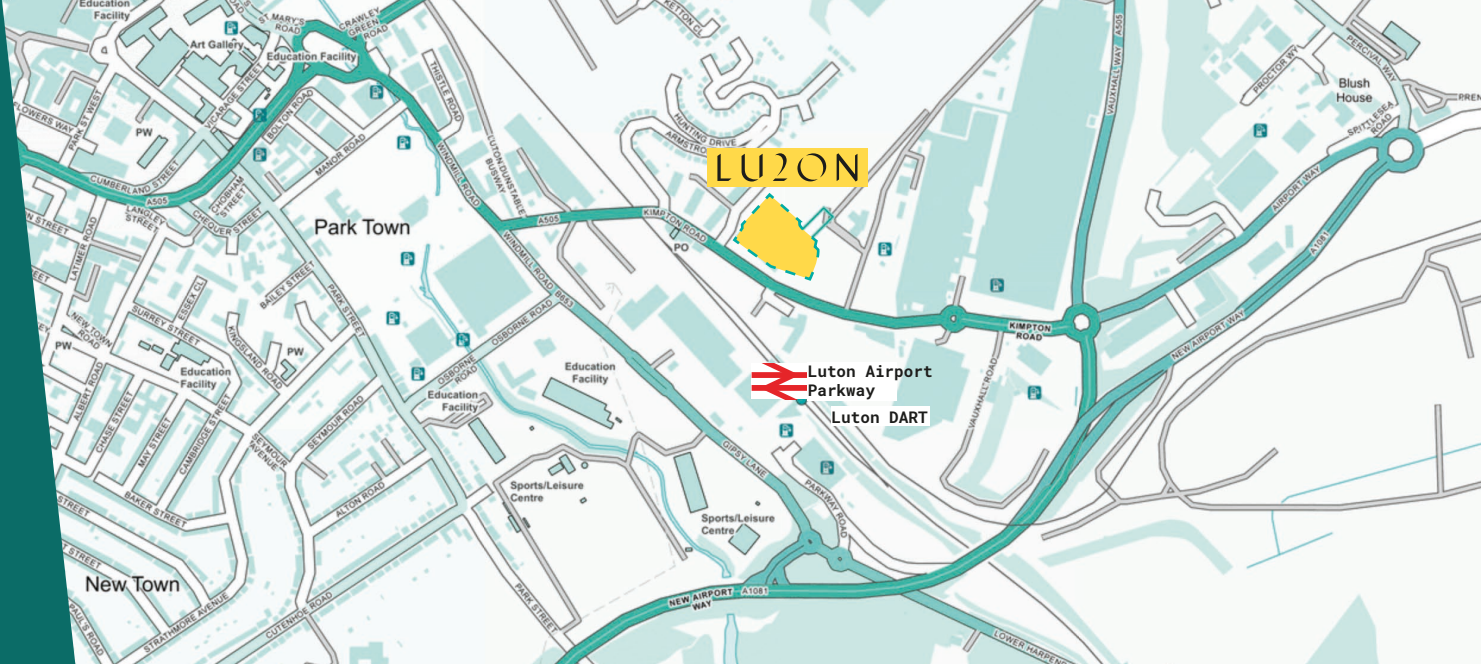 Education
Facility
ST.MARY'S
ROAD
CRAWLEY
GREEN
ROAD
Art Gallery
Education Facility
VICARAGE STREET
FLOWERS WAY
PARK ST WEST
PW
BOLTON ROAD
MANOR ROAD
THISTLE ROAD
KETTON CL
HUNTING DRIVE
LU2ON
VAUXHALL WAY
A505
PERCIVAL WAY
PROCTOR WY
Blush
House
SPITTLESEA
ROAD
CUMBERLAND STREET
A505
LANGLEY
STREET
CHOBHAM
STREET
CHEQUER STREET
LATIMER ROAD
WINDMILL ROAD
LUTON DUNSTABLE
BUSWAY
A505
KIMPTON ROAD
PO
Park Town
AIRPORT WAY
A1081
BAILEY STREET
PARK STREET
ESSEX CL
SURREY STREET
NEW TOWN
ROAD
KINGSLAND ROAD
PW
PW
WINDMILL ROAD
B653
OSBORNE ROAD
KIMPTON
ROAD
NEW AIRPORT WAY
Education
Facility
Education
Facility
OSBORNE
ROAD
Education
Facility
Luton Airport
Parkway
Luton DART
VAUXHALL ROAD
ALBERT ROAD
CHASE STREET
MAY STREET
CAMBRIDGE STREET
SEYMOUR
AVENUE
SEYMOUR ROAD
GIPSY LANE
BAKER STREET
ALTON ROAD
Sports/Leisure
Centre
PARKWAY ROAD
Sports/Leisure
Centre
New Town
STRATHMORE AVENUE
CUTENHOE ROAD
PARK STREET
NEW AIRPORT
WAY
A1081